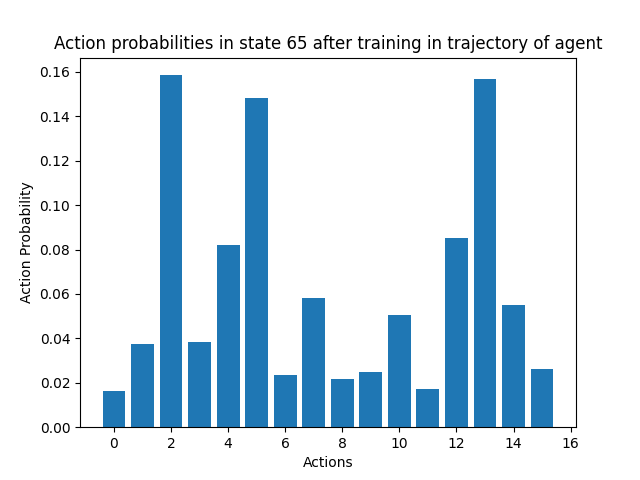 Action probabilities in state 65 after training in trajectory of agent
0.16
0.14
0.12
0.10
0.08
0.06
0.04
0.02
0.00
Action Probability
0 2 4 6 8 10 12 14 16
Actions